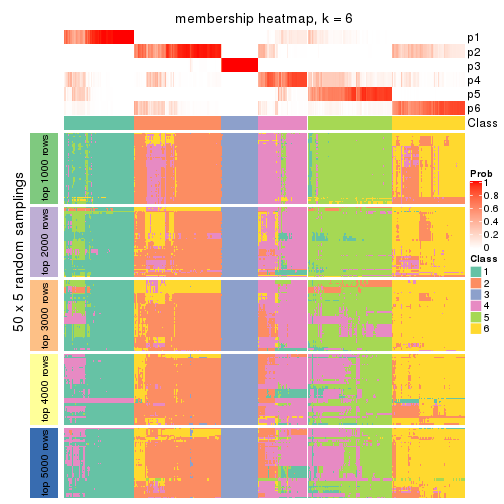 membership heatmap, k = 6
p1
p2
p3
p4
p5
p6
Class
50 x 5 random samplings
top 1000 rows
top 2000 rows
top 3000 rows
top 4000 rows
top 5000 rows
Prob
1
0.8
0.6
0.4
0.2
0
Class
1
2
3
4
5
6